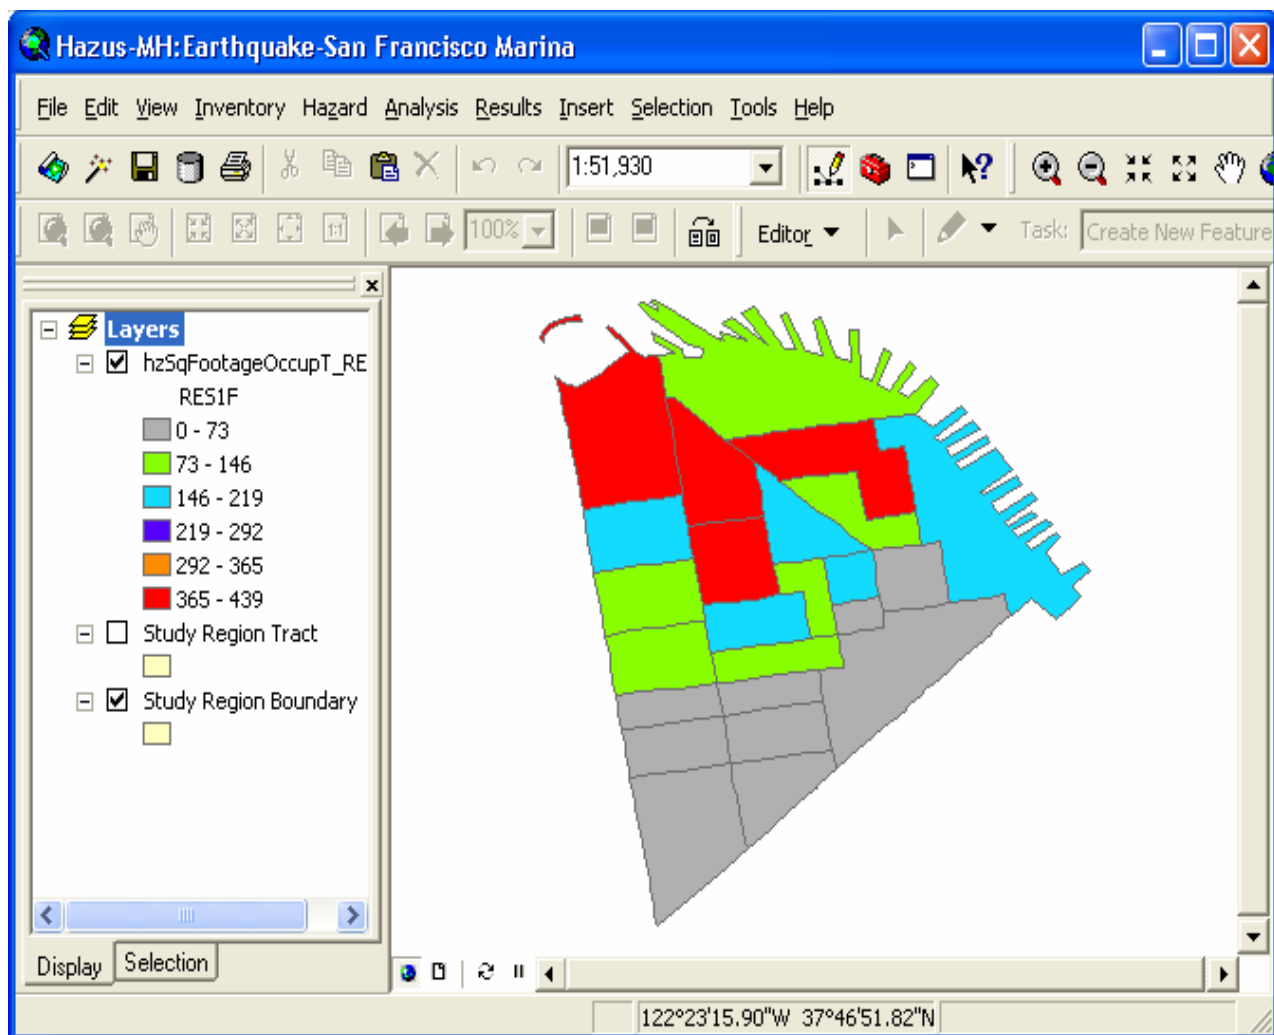 Hazus-MH:Earthquake-San Francisco Marina
File Edit View Inventory Hazard Analysis Results Insert Selection Tools Help
1:51,930
100% Editor Task: Create New Feature
Layers
hzSqFootageOccupT_RE
RES1F
0 - 73
73 - 146
146 - 219
219 - 292
292 - 365
365 - 439
Study Region Tract
Study Region Boundary
Display Selection
122°23'15.90"W 37°46'51.82"N